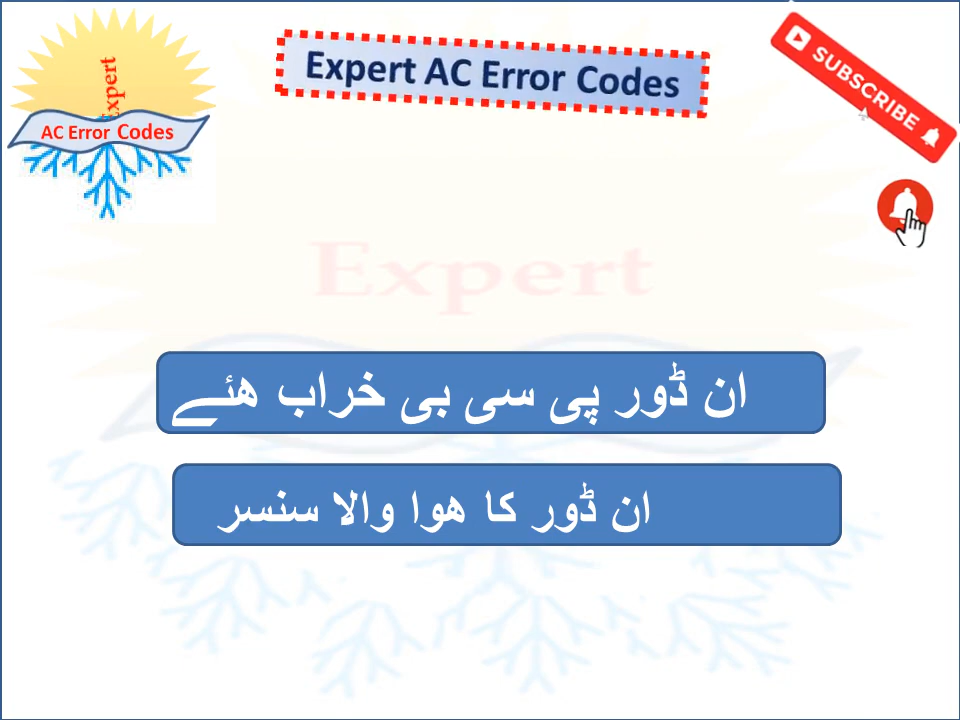 Expert
AC Error Codes
Expert AC Error Codes
SUBSCRIBE
Expert
ان ڈور پی سی بی خراب ھئے
ان ڈور کا ھوا والا سنسر